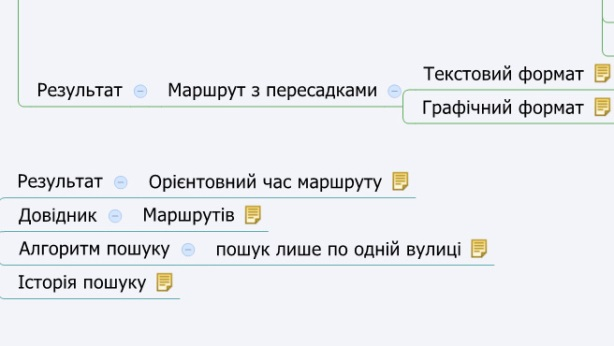 Текстовий формат
Результат Маршрут з пересадками
Графічний формат
Результат Орієнтовний час маршруту
Довідник Маршрутів
Алгоритм пошуку пошук лише по одній вулиці
Історія пошуку